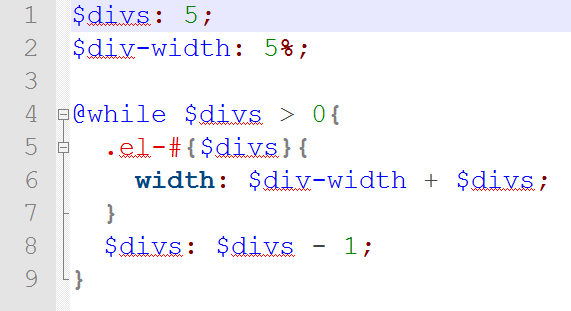 1 $divs: 5;
2 $div-width: 5%;
3
4 @while $divs > 0{
5 .el-#{$divs}{
6 width: $div-width + $divs;
7 }
8 $divs: $divs - 1;
9 }